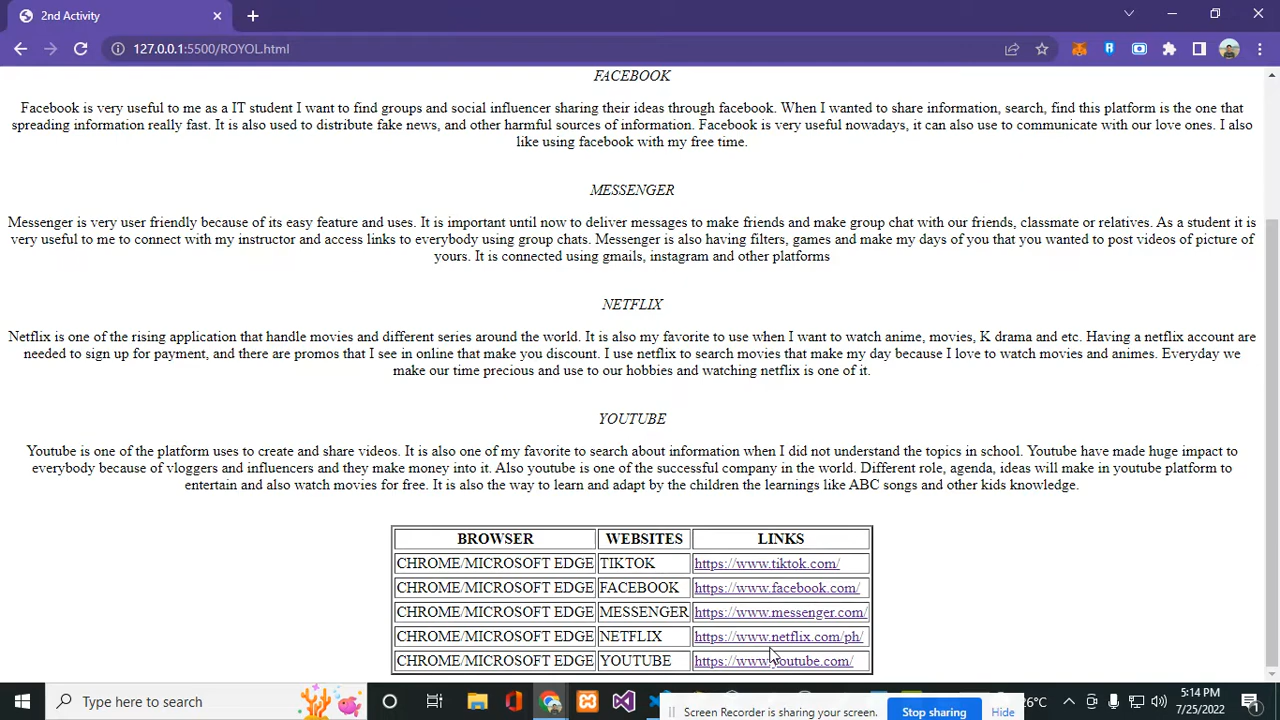 2nd Activity
127.0.0.1:5500/ROYOL.html
FACEBOOK
Facebook is very useful to me as a IT student I want to find groups and social influencer sharing their ideas through facebook. When I wanted to share information, search, find this platform is the one that
spreading information really fast. It is also used to distribute fake news, and other harmful sources of information. Facebook is very useful nowadays, it can also use to communicate with our love ones. I also
like using facebook with my free time.
MESSENGER
Messenger is very user friendly because of its easy feature and uses. It is important until now to deliver messages to make friends and make group chat with our friends, classmate or relatives. As a student it is
very useful to me to connect with my instructor and access links to everybody using group chats. Messenger is also having filters, games and make my days of you that you wanted to post videos of picture of
yours. It is connected using gmails, instagram and other platforms
NETFLIX
Netflix is one of the rising application that handle movies and different series around the world. It is also my favorite to use when I want to watch anime, movies, K drama and etc. Having a netflix account are
needed to sign up for payment, and there are promos that I see in online that make you discount. I use netflix to search movies that make my day because I love to watch movies and animes. Everyday we
make our time precious and use to our hobbies and watching netflix is one of it.
YOUTUBE
Youtube is one of the platform uses to create and share videos. It is also one of my favorite to search about information when I did not understand the topics in school. Youtube have made huge impact to
everybody because of vloggers and influencers and they make money into it. Also youtube is one of the successful company in the world. Different role, agenda, ideas will make in youtube platform to
entertain and also watch movies for free. It is also the way to learn and adapt by the children the learnings like ABC songs and other kids knowledge.
BROWSER WEBSITES LINKS
CHROME/MICROSOFT EDGE TIKTOK https://www.tiktok.com/
CHROME/MICROSOFT EDGE FACEBOOK https://www.facebook.com/
CHROME/MICROSOFT EDGE MESSENGER https://www.messenger.com/
CHROME/MICROSOFT EDGE NETFLIX https://www.netflix.com/ph/
CHROME/MICROSOFT EDGE YOUTUBE https://www.youtube.com/
Type here to search
Screen Recorder is sharing your screen. Stop sharing Hide
26°C
5:14 PM
7/25/2022
1